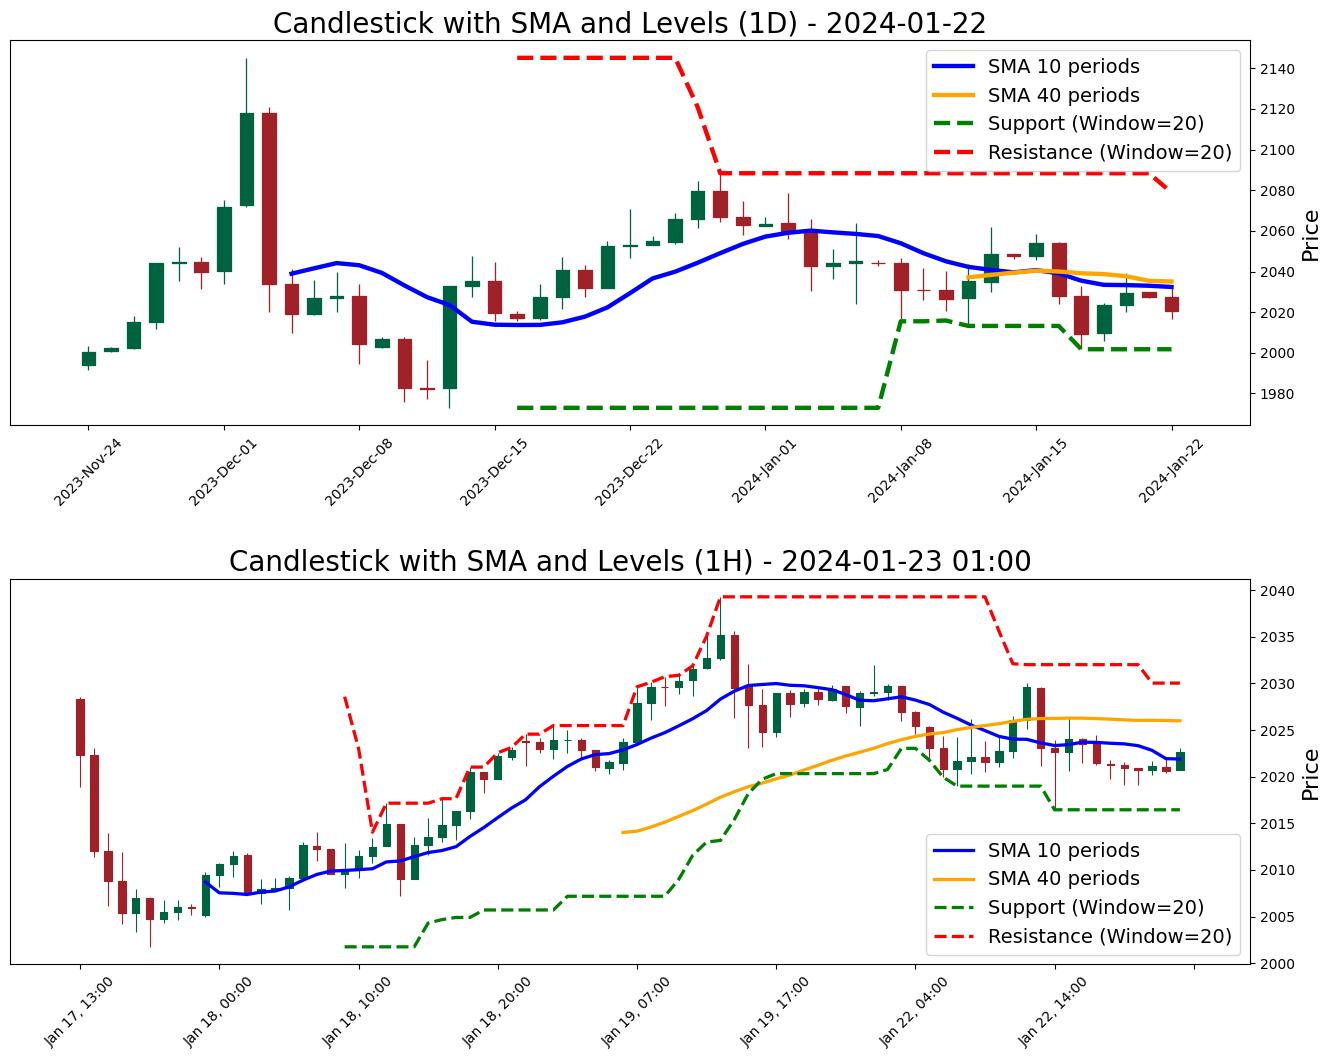 Candlestick with SMA and Levels (1D) - 2024-01-22
SMA 10 periods
SMA 40 periods
Support (Window=20)
Resistance (Window=20)
2140
2120
2100
2080
2060
2040
2020
2000
1980
Price
2023-Nov-24
2023-Dec-01
2023-Dec-08
2023-Dec-15
2023-Dec-22
2024-Jan-01
2024-Jan-08
2024-Jan-15
2024-Jan-22
Candlestick with SMA and Levels (1H) - 2024-01-23 01:00
2040
2035
2030
2025
2020
2015
2010
2005
2000
Price
SMA 10 periods
SMA 40 periods
Support (Window=20)
Resistance (Window=20)
Jan 17, 13:00
Jan 18, 00:00
Jan 18, 10:00
Jan 18, 20:00
Jan 19, 07:00
Jan 19, 17:00
Jan 22, 04:00
Jan 22, 14:00